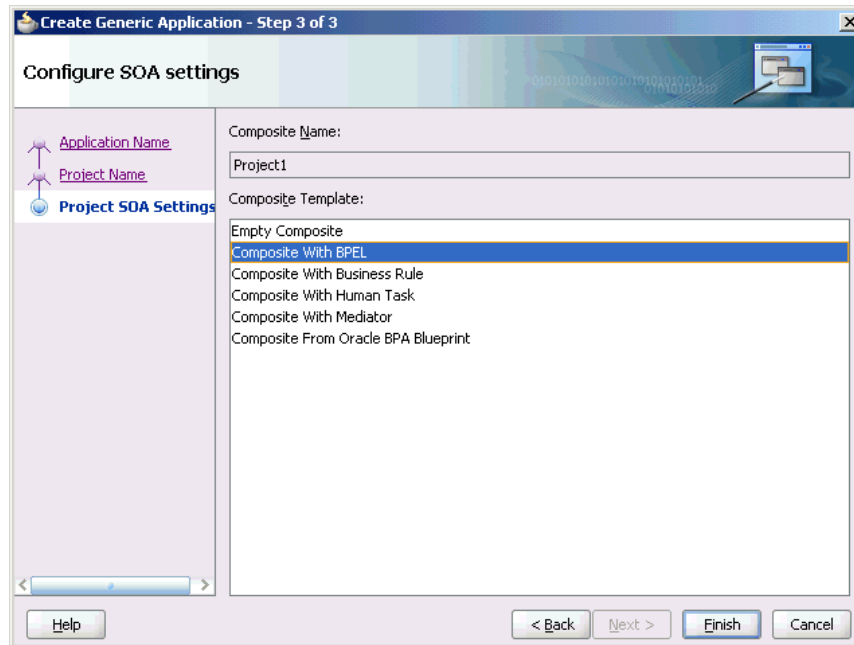 Create Generic Application - Step 3 of 3
Configure SOA settings
Application Name
Project Name
Project SOA Settings
Composite Name:
Project1
Composite Template:
Empty Composite
Composite With BPEL
Composite With Business Rule
Composite With Human Task
Composite With Mediator
Composite From Oracle BPA Blueprint
Help
< Back
Next >
Finish
Cancel